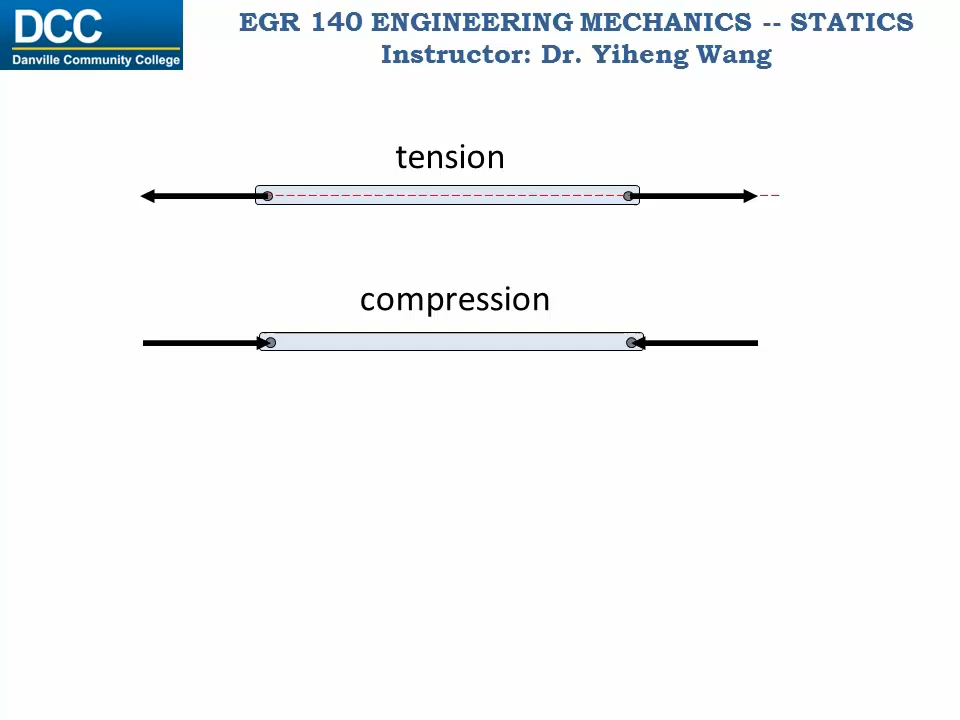 DCC
Danville Community College
EGR 140 ENGINEERING MECHANICS -- STATICS
Instructor: Dr. Yiheng Wang
tension
compression